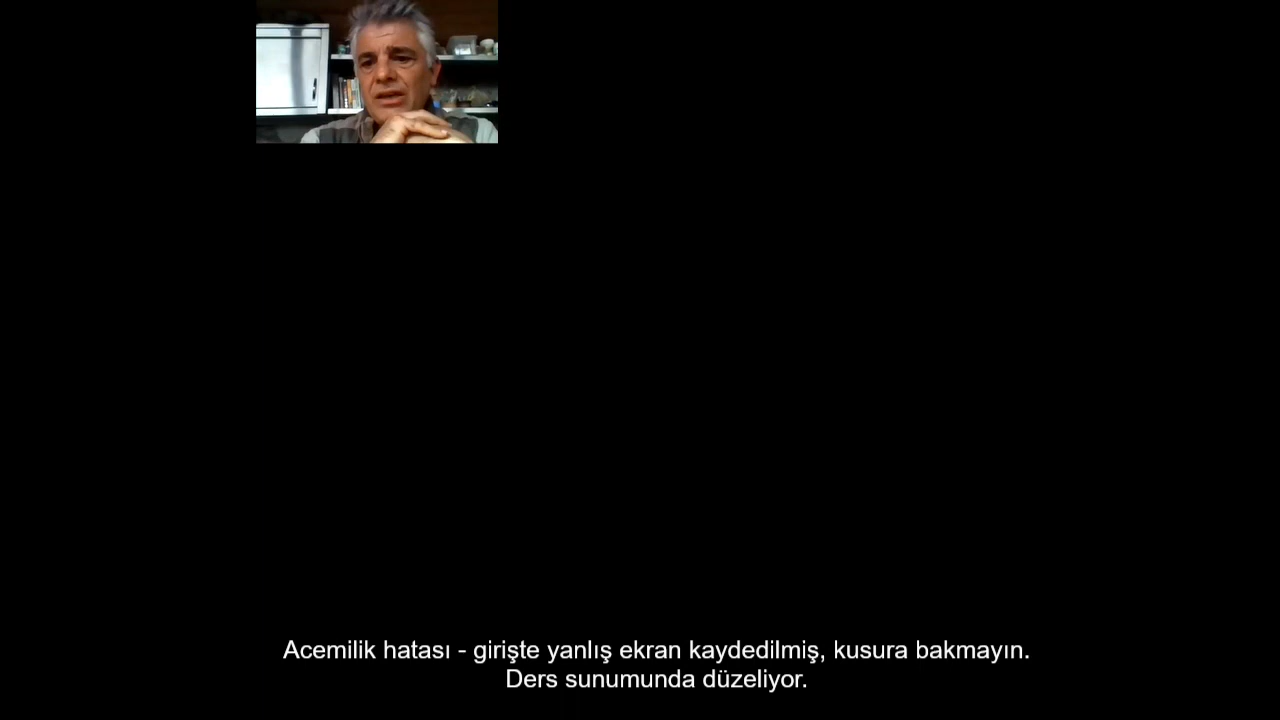 Acemilik hatası - girişte yanlış ekran kaydedilmiş, kusura bakmayın.
Ders sunumunda düzeliyor.